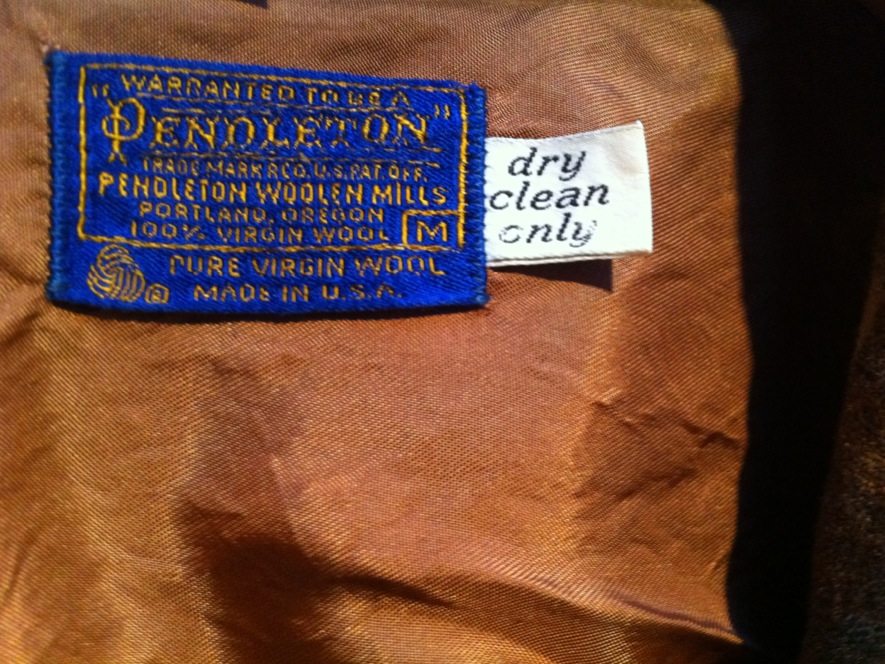 WARRANTED TO BE A
"PENDLETON"
TRADE MARK REG. U.S. PAT. OFF.
PENDLETON WOOLEN MILLS
PORTLAND, OREGON
100% VIRGIN WOOL M
PURE VIRGIN WOOL
® MADE IN U.S.A.
dry
clean
only